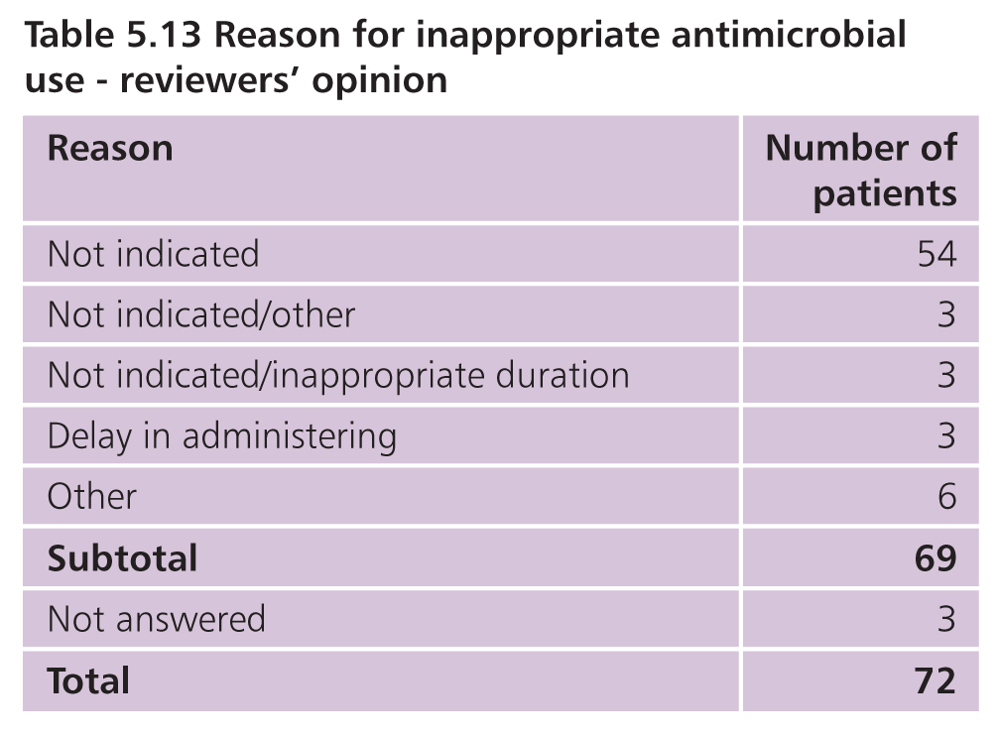 Table 5.13 Reason for inappropriate antimicrobial
use - reviewers’ opinion
Reason Number of
patients
Not indicated 54
Not indicated/other 3
Not indicated/inappropriate duration 3
Delay in administering 3
Other 6
Subtotal 69
Not answered 3
Total 72